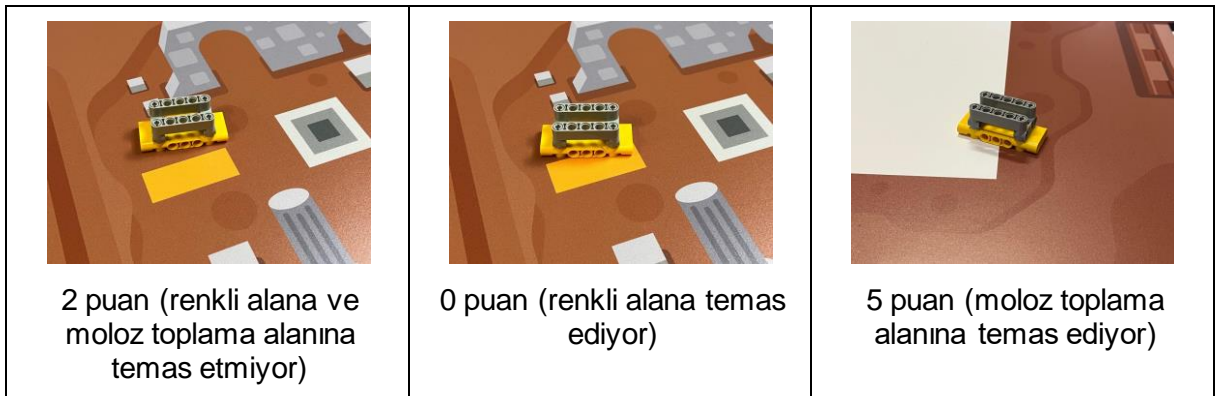 2 puan (renkli alana ve
moloz toplama alanına
temas etmiyor)
0 puan (renkli alana temas
ediyor)
5 puan (moloz toplama
alanına temas ediyor)